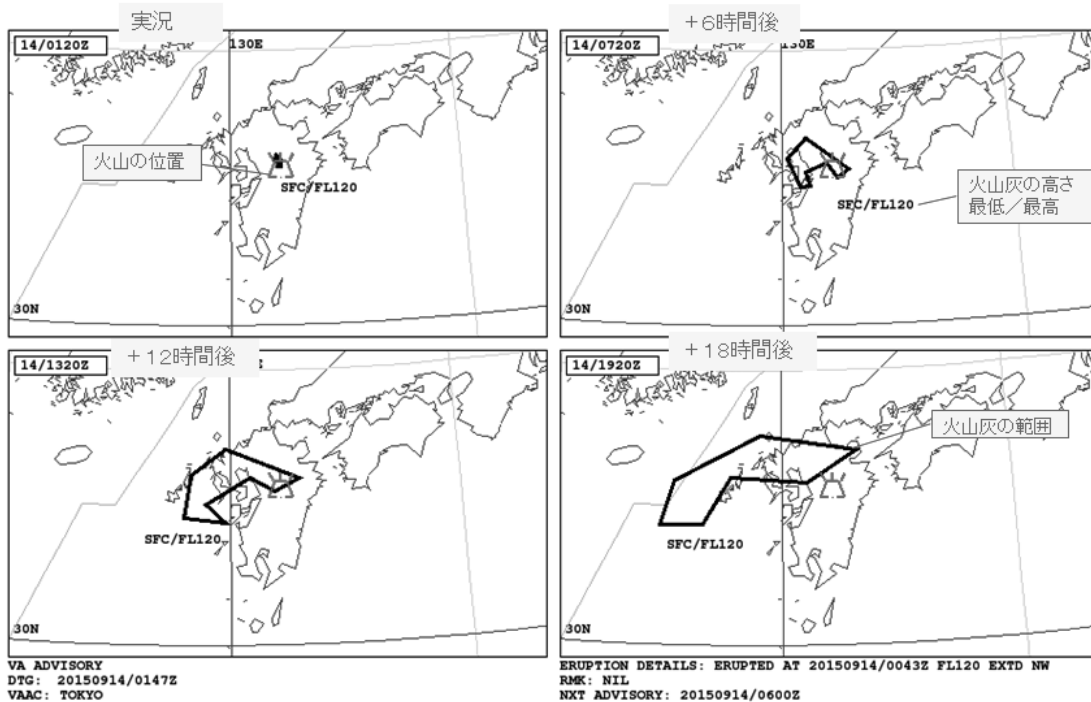 実況
14/0120Z
130E
火山の位置
SFC/FL120
30N
+6時間後
14/0720Z
130E
SFC/FL120
火山灰の高さ
最低/最高
30N
+12時間後
14/1320Z
SFC/FL120
30N
+18時間後
14/1920Z
火山灰の範囲
SFC/FL120
30N
VA ADVISORY
DTG: 20150914/0147Z
VAAC: TOKYO
ERUPTION DETAILS: ERUPTED AT 20150914/0043Z FL120 EXTD NW
RMK: NIL
NXT ADVISORY: 20150914/0600Z